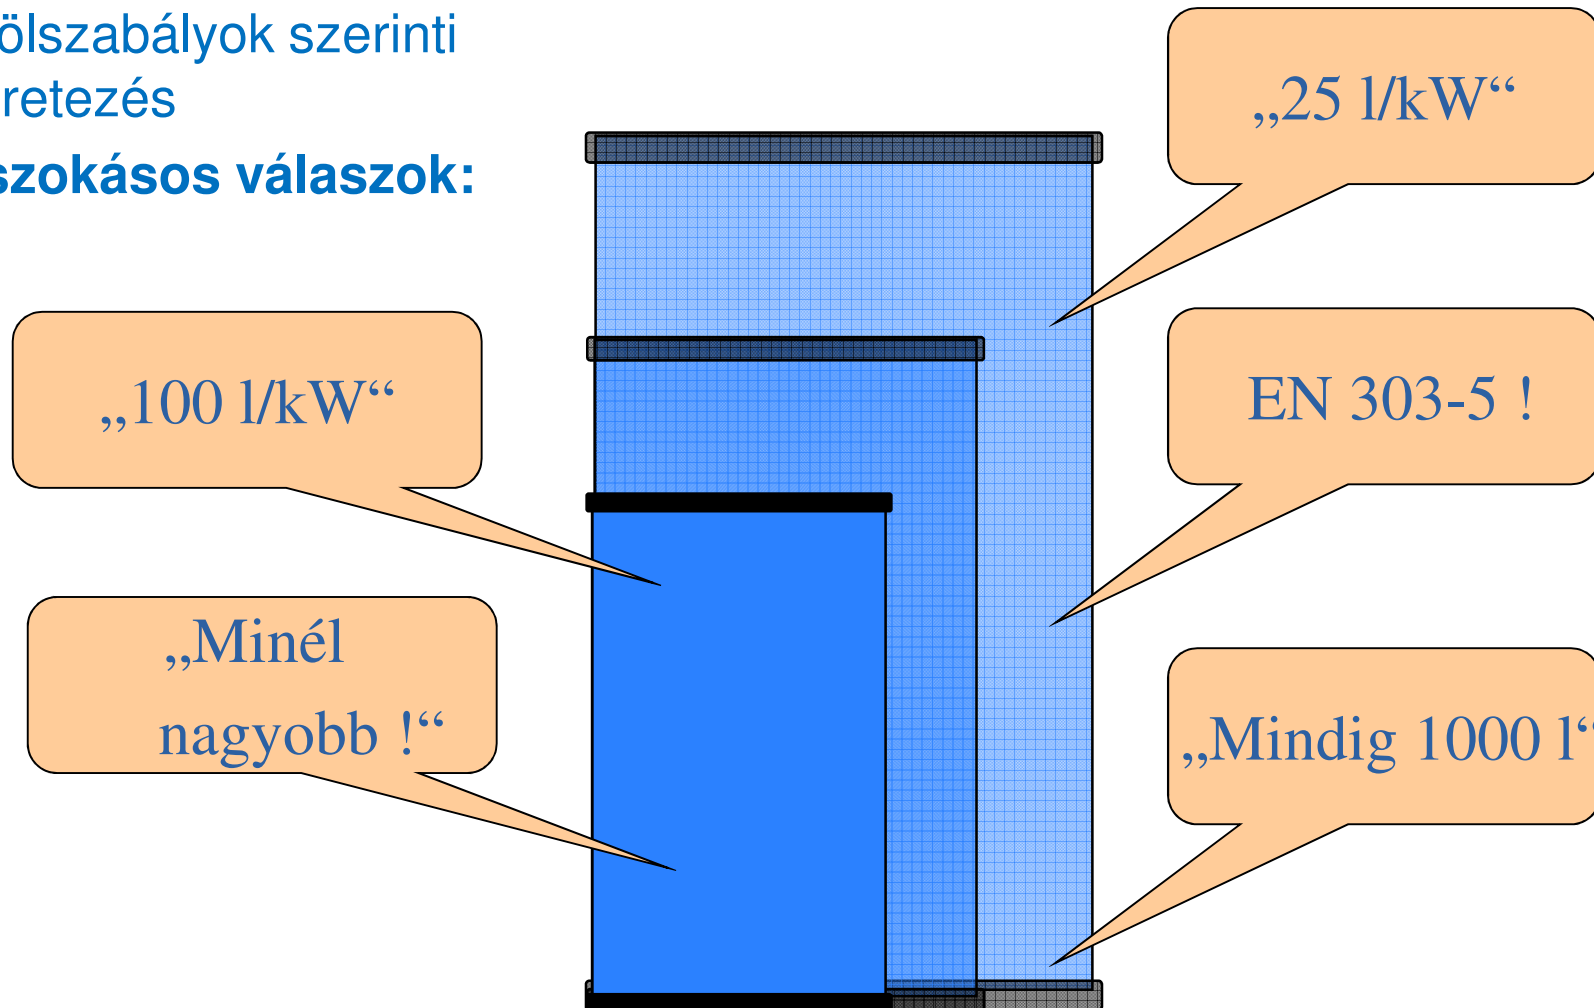 ölszabályok szerinti
retezés
szokásos válaszok:
„25 l/kW“
„100 l/kW“
EN 303-5 !
„Minél
nagyobb !“
„Mindig 1000 l“